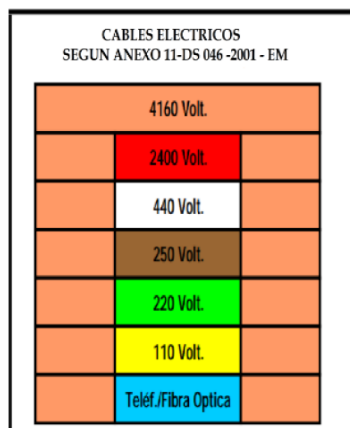 CABLES ELECTRICOS
SEGUN ANEXO 11-DS 046 -2001 - EM
4160 Volt.
2400 Volt.
440 Volt.
250 Volt.
220 Volt.
110 Volt.
Teléf./Fibra Optica